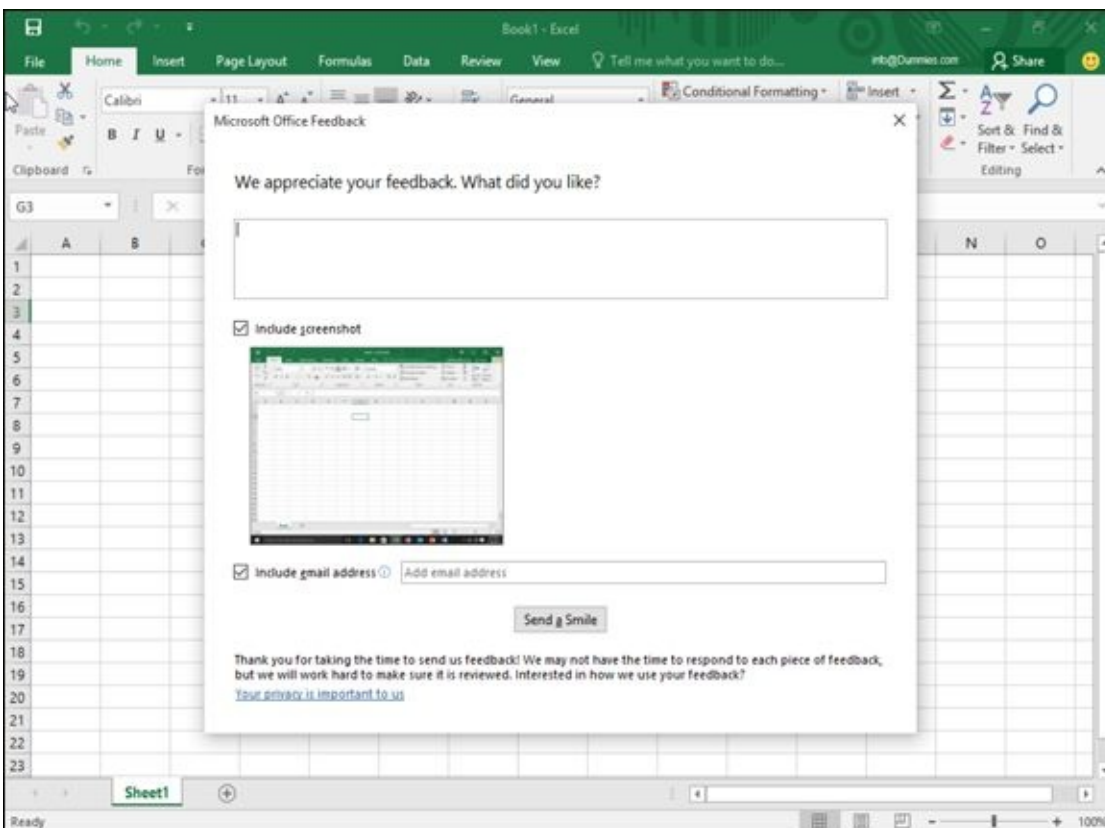 Book1 - Excel
File Home Insert Page Layout Formulas Data Review View Tell me what you want to do... info@Dummies.com Share
Calibri 11 General Conditional Formatting Insert
Paste B I U Sort & Find &
Filter Select
Clipboard Editing
G3
Microsoft Office Feedback
We appreciate your feedback. What did you like?
Include screenshot
Include email address Add email address
Send a Smile
Thank you for taking the time to send us feedback! We may not have the time to respond to each piece of feedback,
but we will work hard to make sure it is reviewed. Interested in how we use your feedback?
Your privacy is important to us
A B N O
1
2
3
4
5
6
7
8
9
10
11
12
13
14
15
16
17
18
19
20
21
22
23
Sheet1
Ready 100%